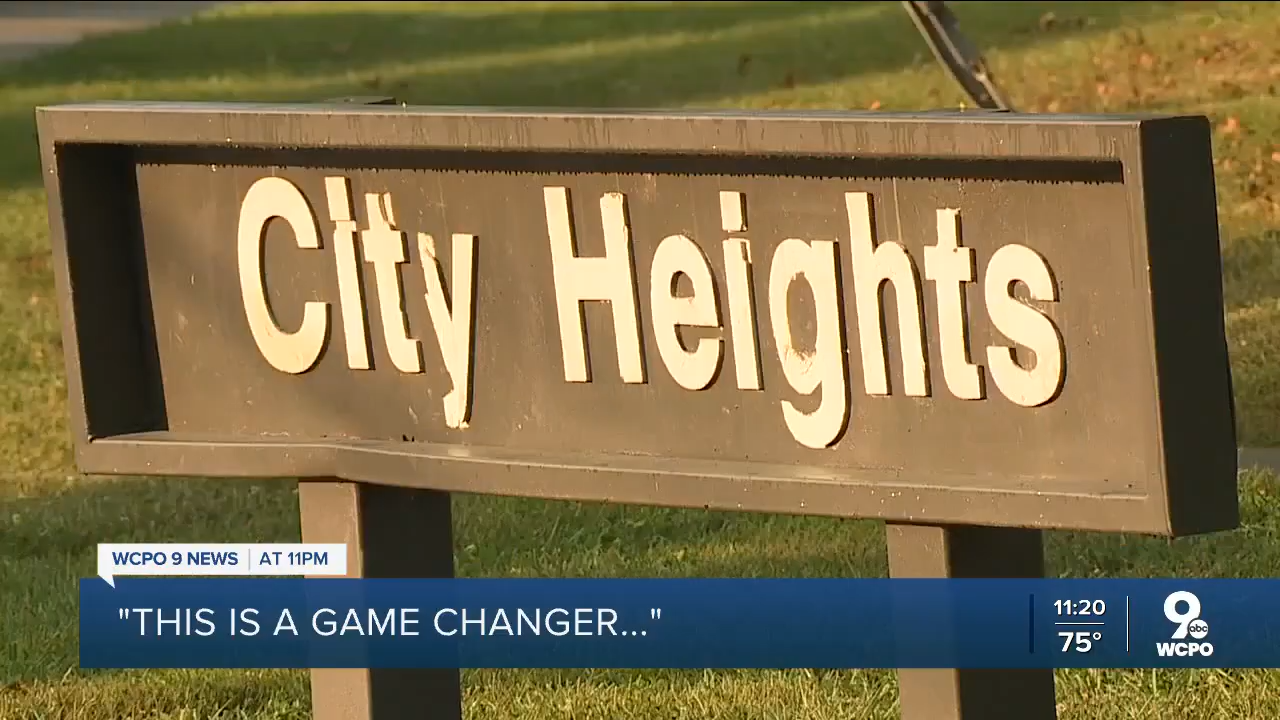 City Heights
WCPO 9 NEWS | AT 11PM
"THIS IS A GAME CHANGER..."
11:20
75°
9
abc
WCPO